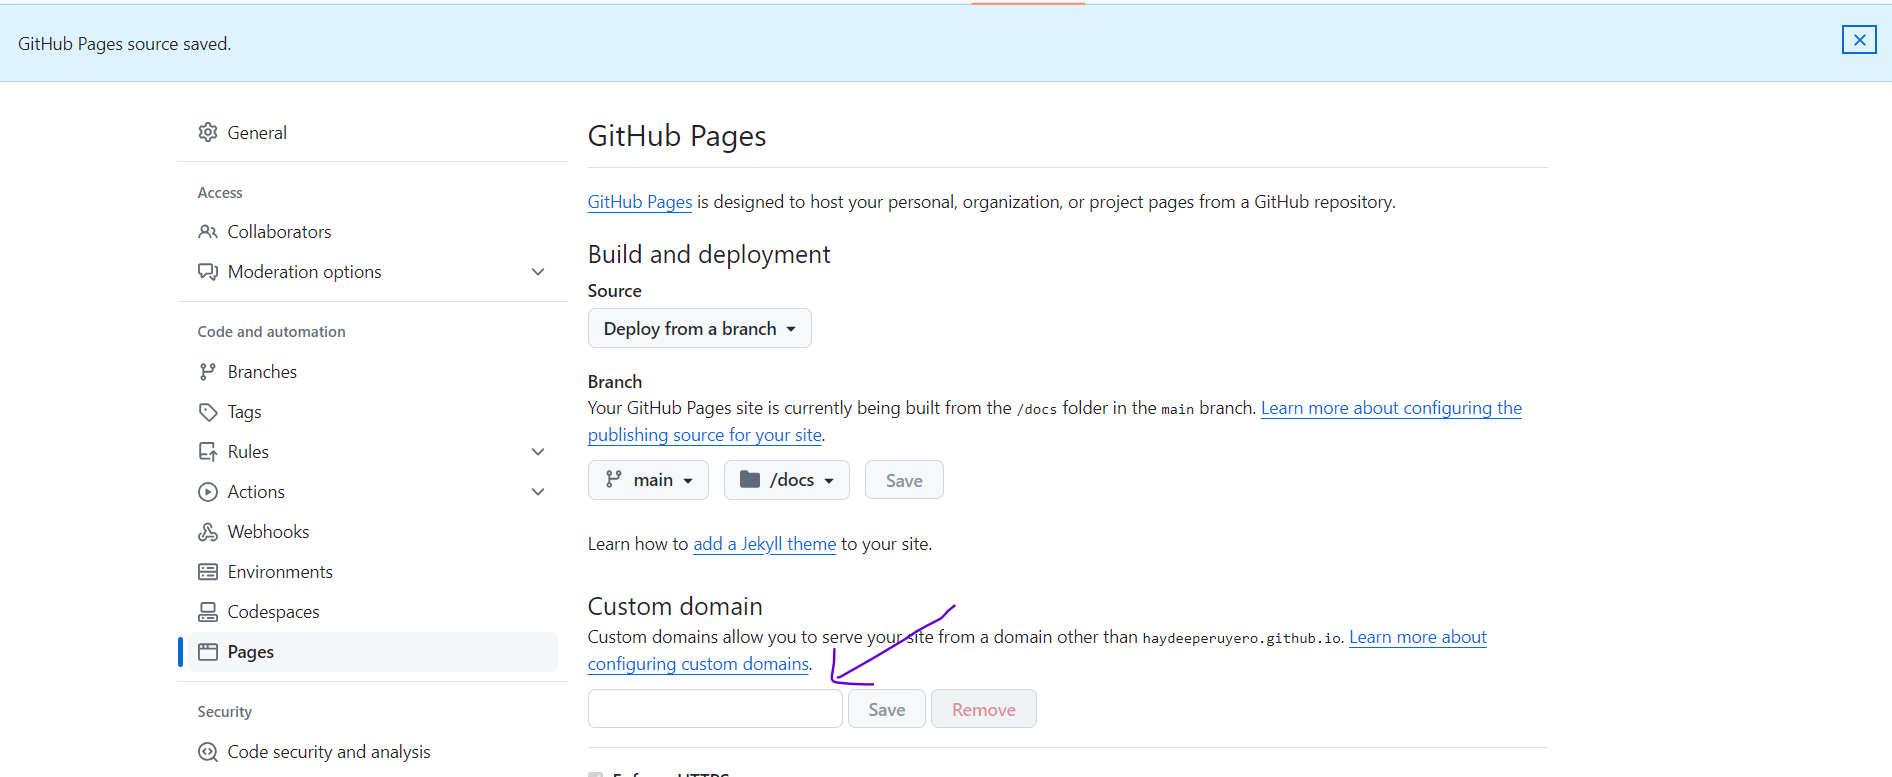 GitHub Pages source saved.
General
Access
Collaborators
Moderation options
Code and automation
Branches
Tags
Rules
Actions
Webhooks
Environments
Codespaces
Pages
Security
Code security and analysis
GitHub Pages
GitHub Pages is designed to host your personal, organization, or project pages from a GitHub repository.
Build and deployment
Source
Deploy from a branch
Branch
Your GitHub Pages site is currently being built from the /docs folder in the main branch. Learn more about configuring the
publishing source for your site.
main /docs Save
Learn how to add a Jekyll theme to your site.
Custom domain
Custom domains allow you to serve your site from a domain other than haydeeperuyero.github.io. Learn more about
configuring custom domains.
Save Remove
Enforce HTTPS